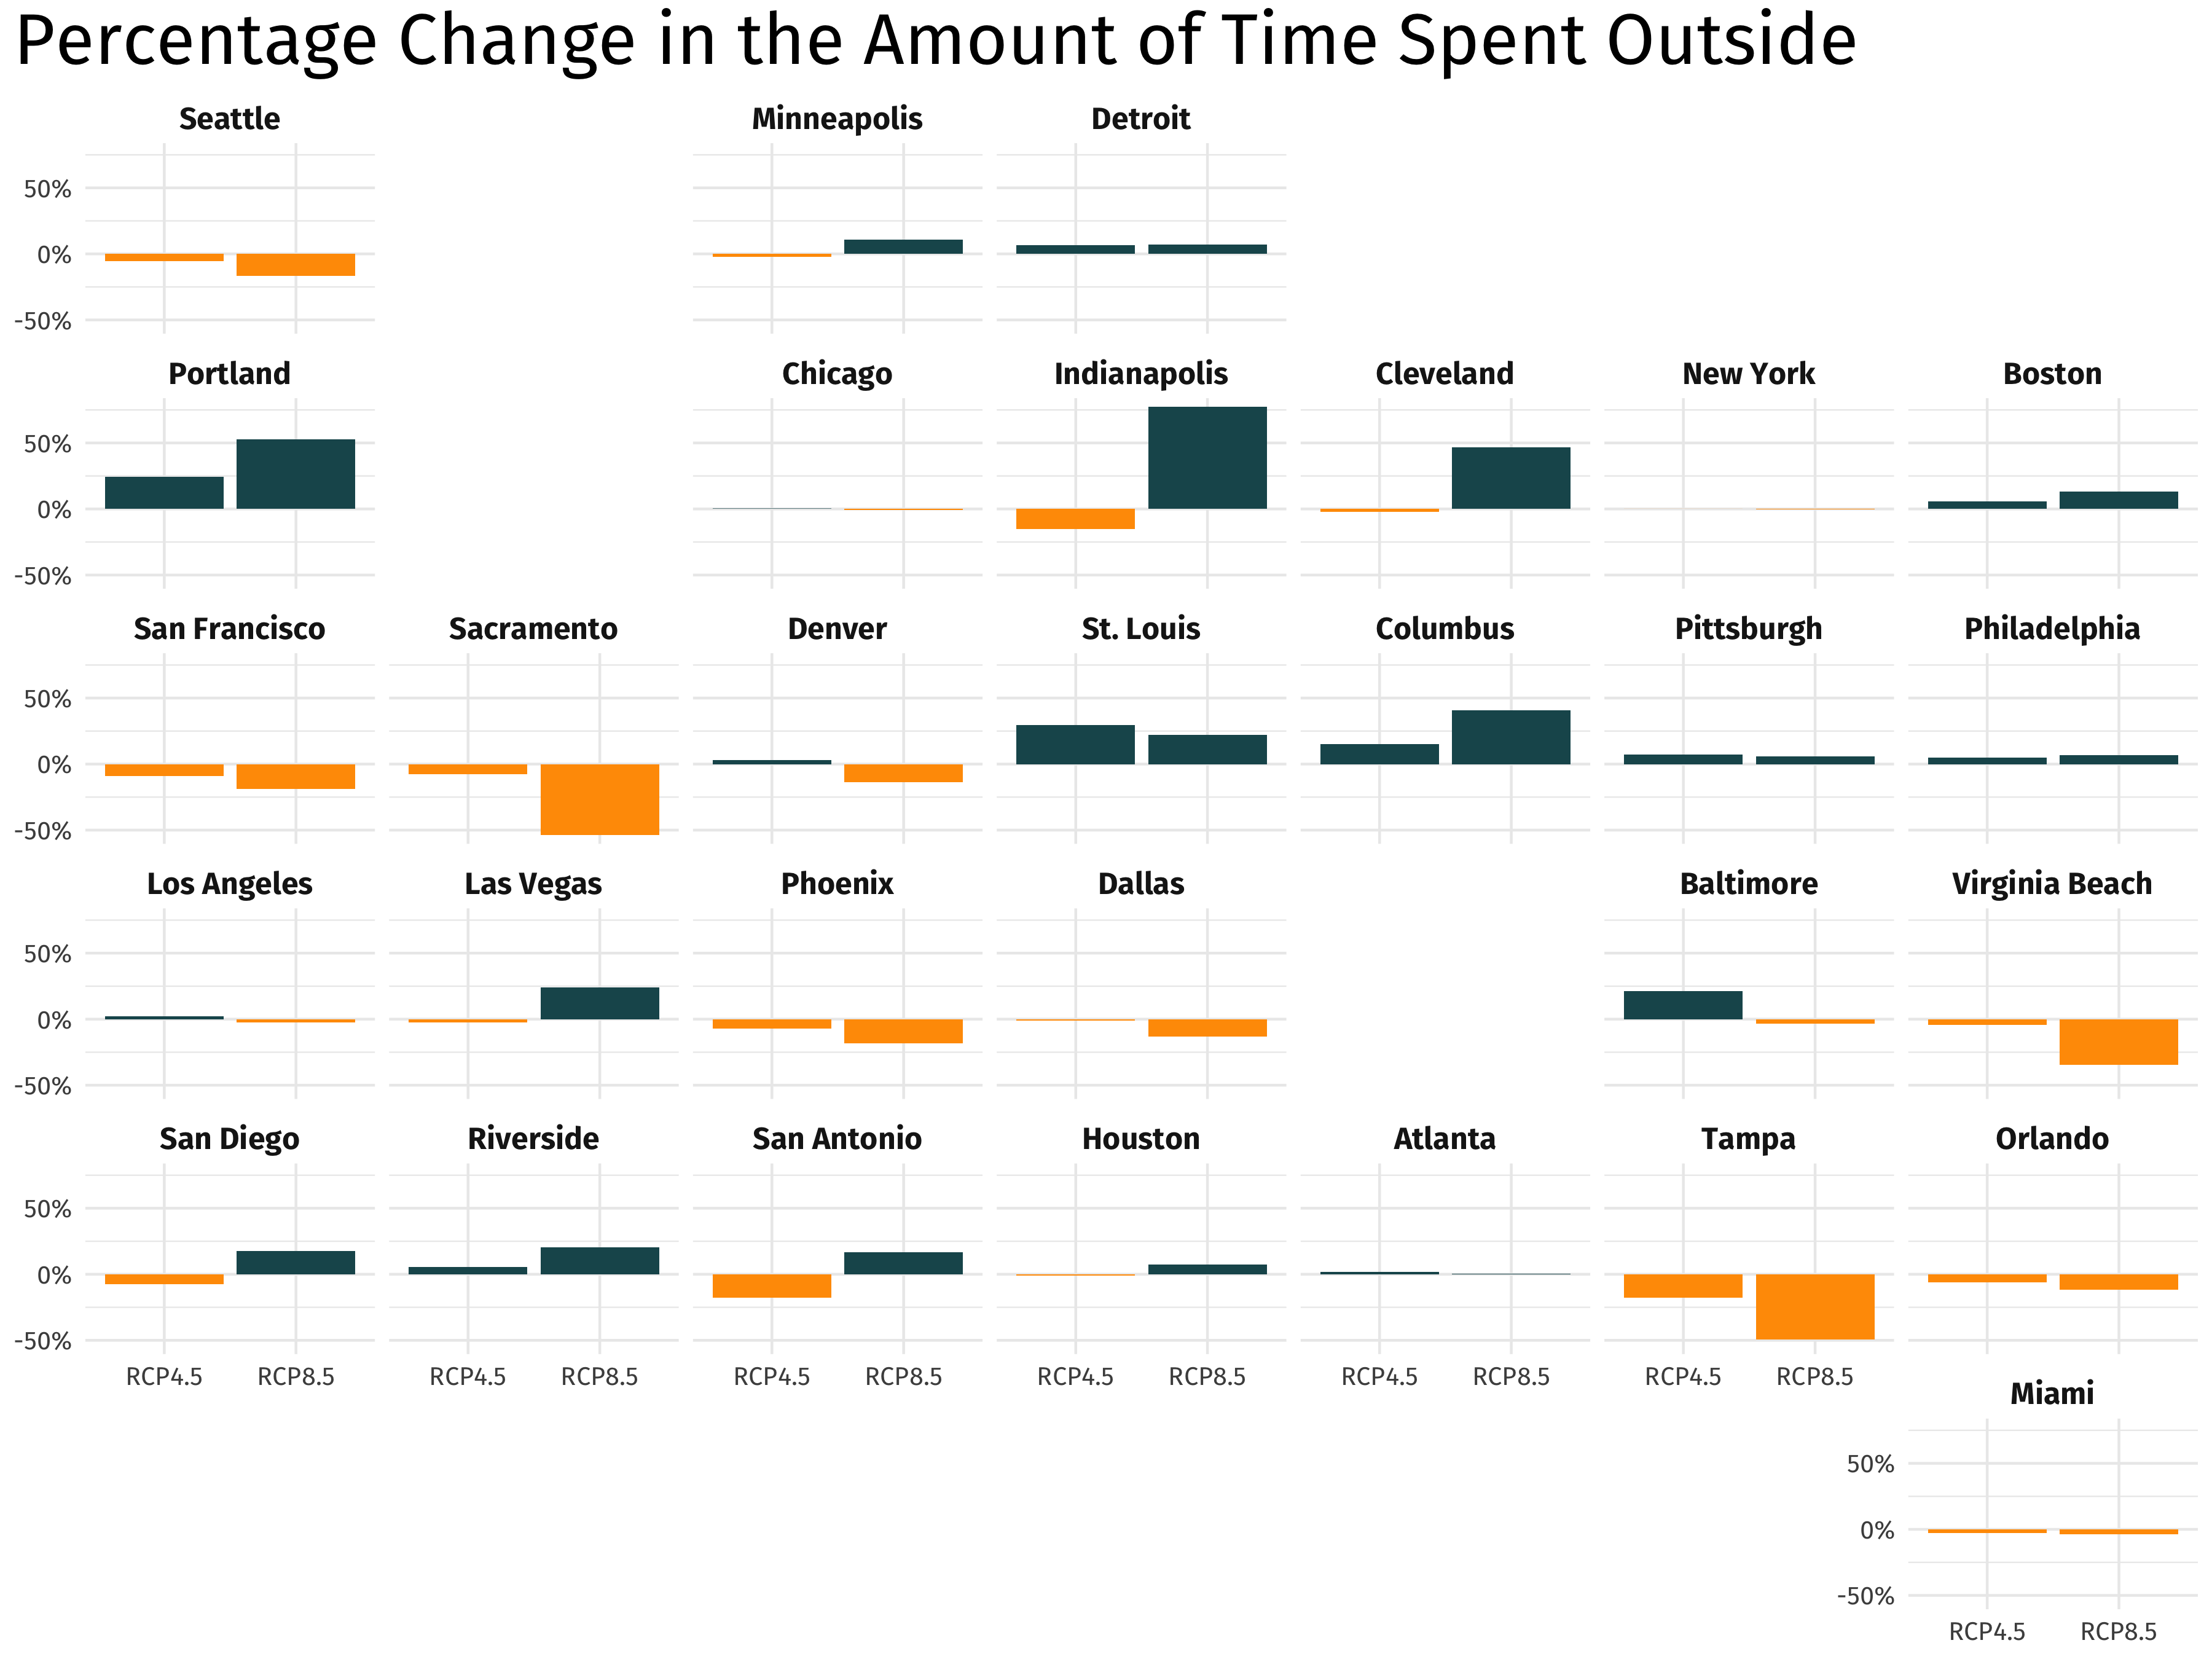 Percentage Change in the Amount of Time Spent Outside
Seattle Minneapolis Detroit
50%
0%
-50%
Portland Chicago Indianapolis Cleveland New York Boston
50%
0%
-50%
San Francisco Sacramento Denver St. Louis Columbus Pittsburgh Philadelphia
50%
0%
-50%
Los Angeles Las Vegas Phoenix Dallas Baltimore Virginia Beach
50%
0%
-50%
San Diego Riverside San Antonio Houston Atlanta Tampa Orlando
50%
0%
-50%
RCP4.5 RCP8.5 RCP4.5 RCP8.5 RCP4.5 RCP8.5 RCP4.5 RCP8.5 RCP4.5 RCP8.5 RCP4.5 RCP8.5
Miami
50%
0%
-50%
RCP4.5 RCP8.5